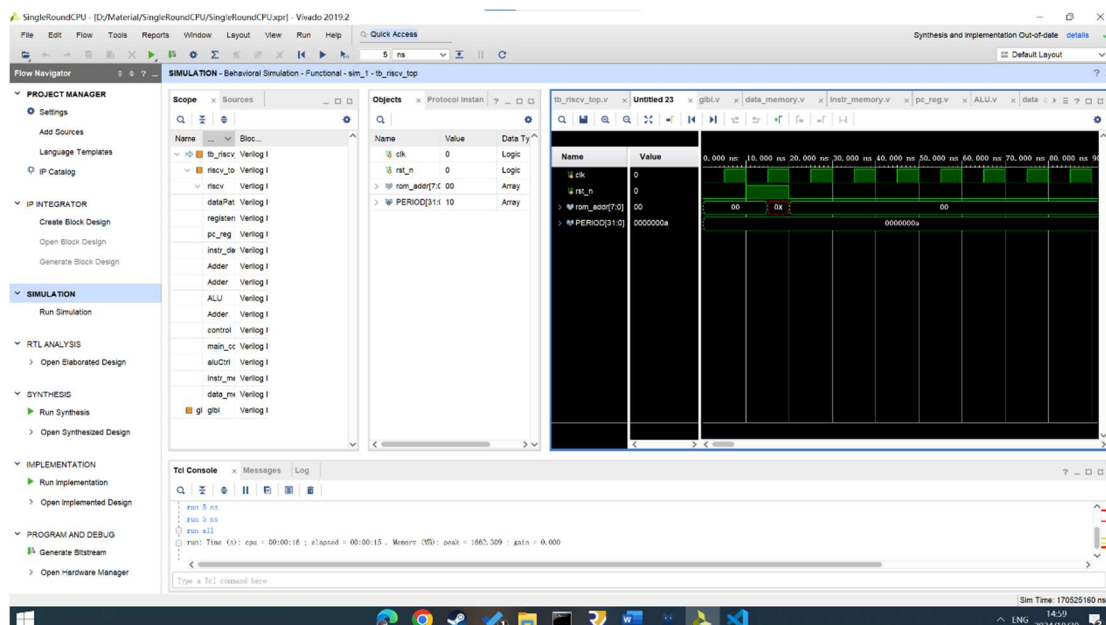 SingleRoundCPU - [D:/Material/SingleRoundCPU/SingleRoundCPU.xpr] - Vivado 2019.2
File Edit Flow Tools Reports Window Layout View Run Help Quick Access
Synthesis and Implementation Out-of-date details
5 ns
Default Layout
Flow Navigator
SIMULATION - Behavioral Simulation - Functional - sim_1 - tb_riscv_top
PROJECT MANAGER
Settings
Add Sources
Language Templates
IP Catalog
IP INTEGRATOR
Create Block Design
Open Block Design
Generate Block Design
SIMULATION
Run Simulation
RTL ANALYSIS
Open Elaborated Design
SYNTHESIS
Run Synthesis
Open Synthesized Design
IMPLEMENTATION
Run Implementation
Open Implemented Design
PROGRAM AND DEBUG
Generate Bitstream
Open Hardware Manager
Scope Sources
Name ... Bloc...
tb_riscv Verilog l
riscv_to Verilog l
riscv Verilog l
dataPat Verilog l
register Verilog l
pc_reg Verilog l
instr_de Verilog l
Adder Verilog l
Adder Verilog l
ALU Verilog l
Adder Verilog l
control Verilog l
main_cc Verilog l
aluCtrl Verilog l
instr_me Verilog l
data_me Verilog l
gl glbl Verilog l
Objects Protocol Instan
Name Value Data Ty
clk 0 Logic
rst_n 0 Logic
rom_addr[7:0 00 Array
PERIOD[31:0 10 Array
tb_riscv_top.v Untitled 23 glbl.v data_memory.v instr_memory.v pc_reg.v ALU.v data
Name Value
0.000 ns 10.000 ns 20.000 ns 30.000 ns 40.000 ns 50.000 ns 60.000 ns 70.000 ns 80.000 ns 90
clk 0
rst_n 0
rom_addr[7:0] 00 00 0X 00
PERIOD[31:0] 0000000a 0000000a
Tcl Console Messages Log
run 5 ns
run 5 ns
run all
run: Time (s): cpu = 00:00:16 ; elapsed = 00:00:15 . Memory (MB): peak = 1662.309 ; gain = 0.000
Type a Tcl command here
Sim Time: 170525160 ns
ENG
14:59